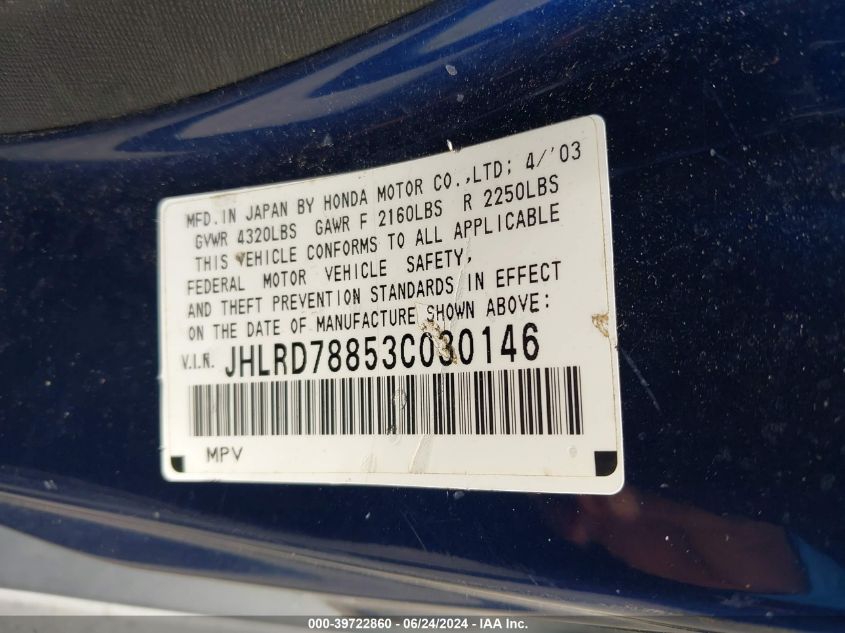 MFD.IN JAPAN BY HONDA MOTOR CO.,LTD; 4/'03
GVWR 4320LBS GAWR F 2160LBS R 2250LBS
THIS VEHICLE CONFORMS TO ALL APPLICABLE
FEDERAL MOTOR VEHICLE SAFETY,
AND THEFT PREVENTION STANDARDS IN EFFECT
ON THE DATE OF MANUFACTURE SHOWN ABOVE:
V.I.N. JHLRD78853C030146
MPV
000-39722860 - 06/24/2024 - IAA Inc.